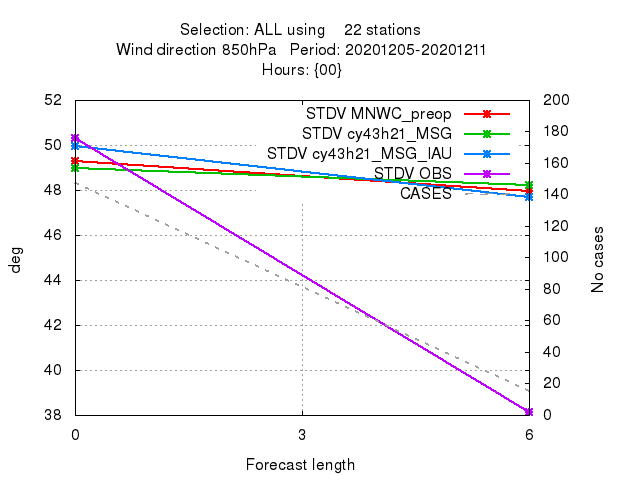 Selection: ALL using    22 stations
Wind direction 850hPa   Period: 20201205-20201211
Hours: {00}
52 200
STDV MNWC_preop
180
STDV cy43h21_MSG
50
160
STDV cy43h21_MSG_IAU
STDV OBS
48
140
CASES
120
46
100
44
80
42
60
40
40
20
38 0
deg
No cases
0 3 6
Forecast length